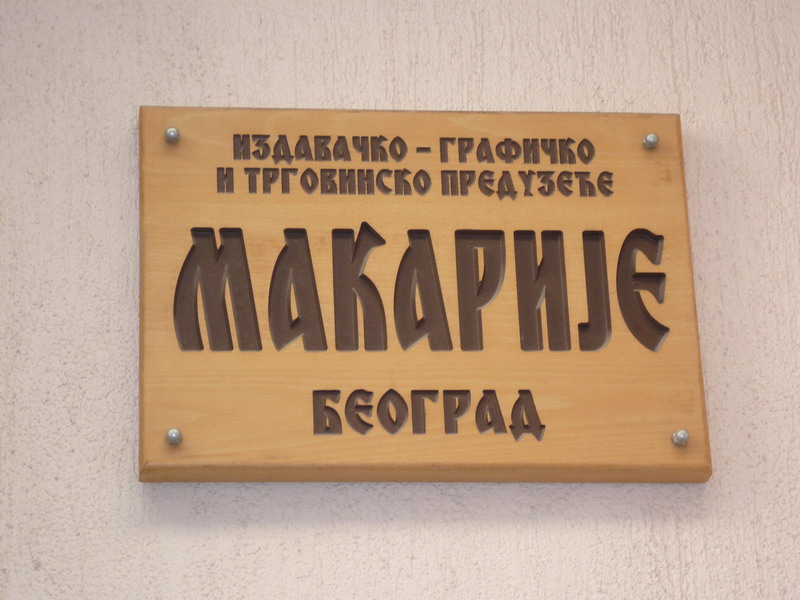 ИЗДАВАЧКО - ГРАФИЧКО
И ТРГОВИНСКО ПРЕДУЗЕЋЕ
МАКАРИЈЕ
БЕОГРАД